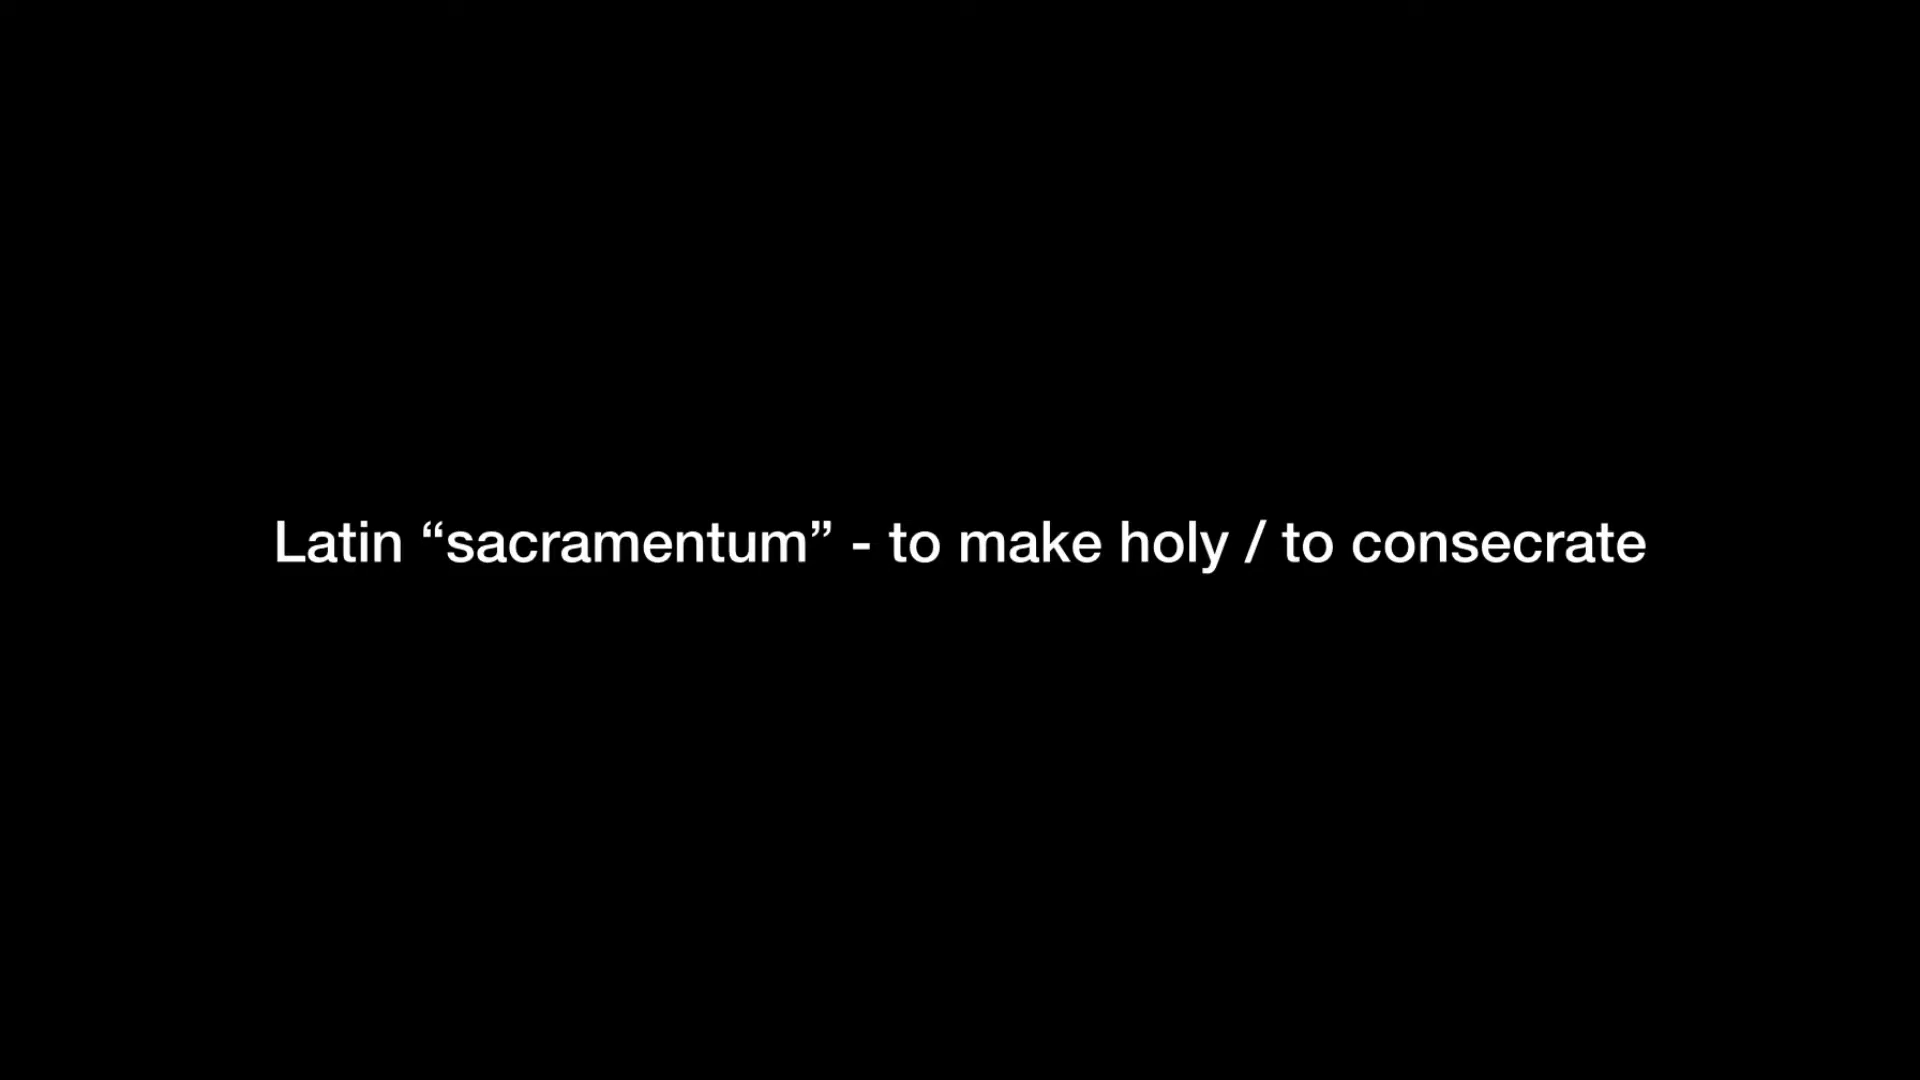 Latin “sacramentum” - to make holy / to consecrate